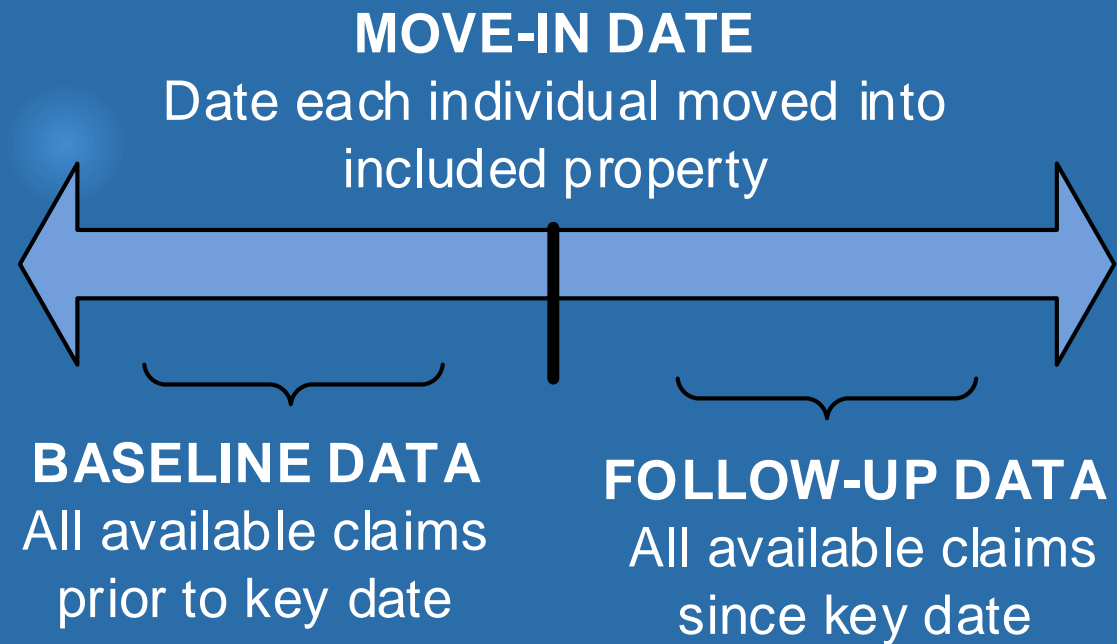 MOVE-IN DATE
Date each individual moved into
included property
BASELINE DATA
All available claims
prior to key date
FOLLOW-UP DATA
All available claims
since key date